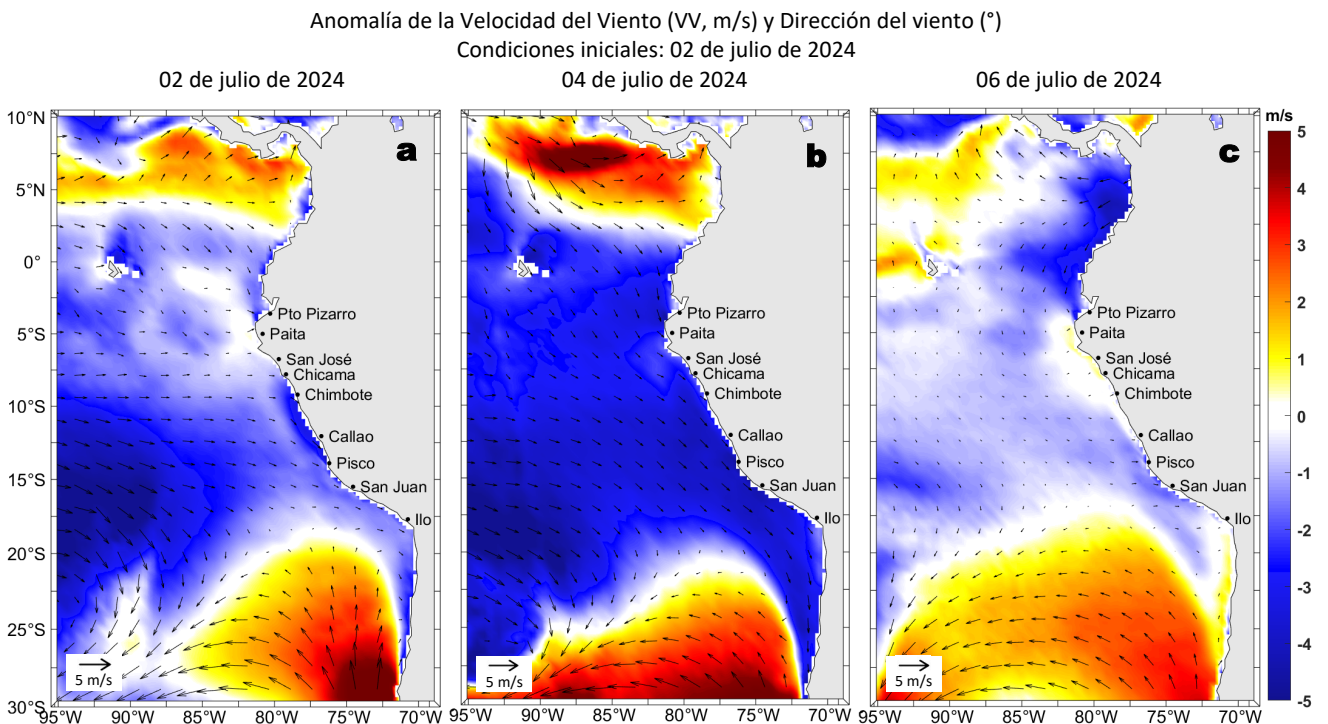 Anomalía de la Velocidad del Viento (VV, m/s) y Dirección del viento (°)
Condiciones iniciales: 02 de julio de 2024
02 de julio de 2024
04 de julio de 2024
06 de julio de 2024
10°N
5°N
0°
5°S
10°S
15°S
20°S
25°S
30°S
a
Pto Pizarro
Paita
San José
Chicama
Chimbote
Callao
Pisco
San Juan
Ilo
5 m/s
95°W 90°W 85°W 80°W 75°W 70°W
b
Pto Pizarro
Paita
San José
Chicama
Chimbote
Callao
Pisco
San Juan
Ilo
5 m/s
95°W 90°W 85°W 80°W 75°W 70°W
c
Pto Pizarro
Paita
San José
Chicama
Chimbote
Callao
Pisco
San Juan
Ilo
5 m/s
95°W 90°W 85°W 80°W 75°W 70°W
m/s
5
4
3
2
1
0
-1
-2
-3
-4
-5